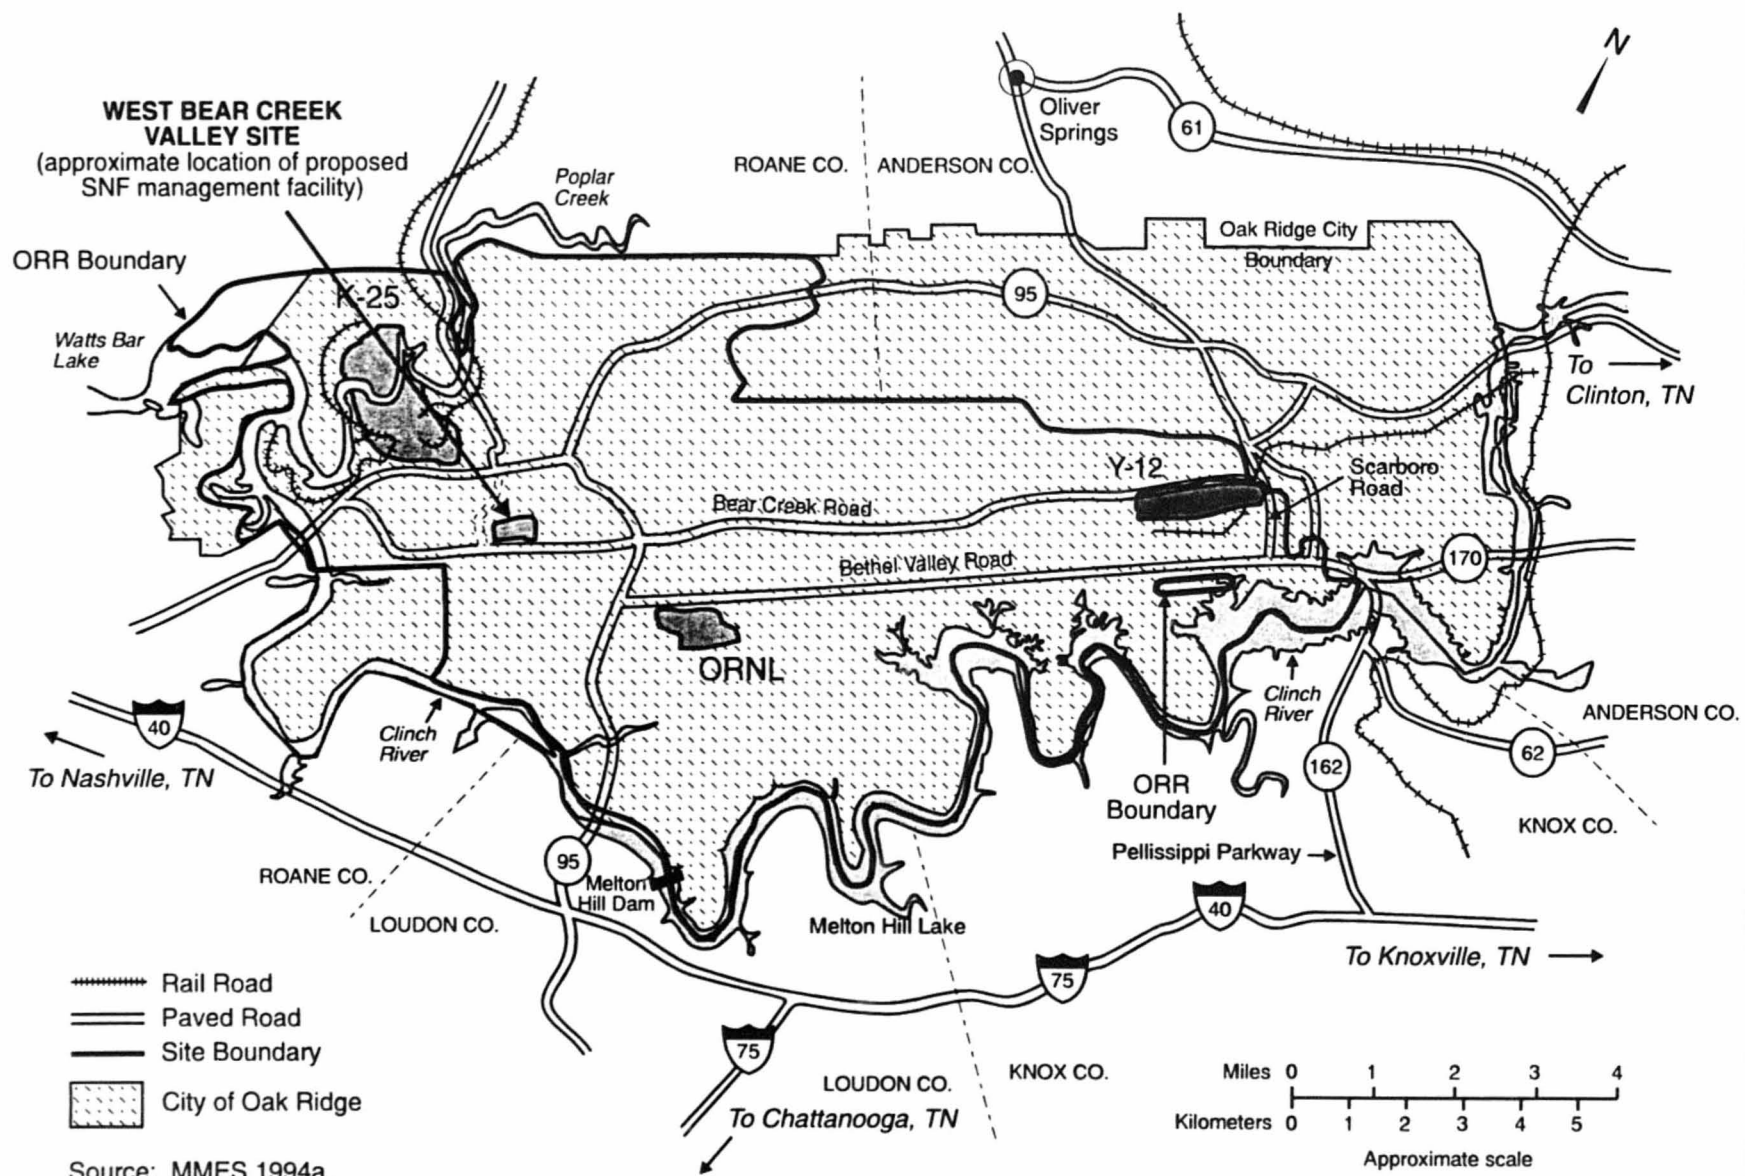 N
WEST BEAR CREEK
VALLEY SITE
(approximate location of proposed
SNF management facility)
Oliver
Springs
61
ROANE CO.
ANDERSON CO.
Poplar
Creek
Oak Ridge City
Boundary
ORR Boundary
K-25
95
Watts Bar
Lake
To
Clinton, TN
Y-12
Scarboro
Road
Bear Creek Road
Bethel Valley Road
170
ORNL
Clinch
River
Clinch
River
ANDERSON CO.
40
To Nashville, TN
62
162
ORR
Boundary
KNOX CO.
Pellissippi Parkway
95
ROANE CO.
Melton
Hill Dam
40
LOUDON CO.
Melton Hill Lake
To Knoxville, TN
75
Rail Road
Paved Road
Site Boundary
City of Oak Ridge
75
LOUDON CO.
KNOX CO.
To Chattanooga, TN
Miles 0 1 2 3 4
Kilometers 0 1 2 3 4 5
Approximate scale
Source: MMES 1994a